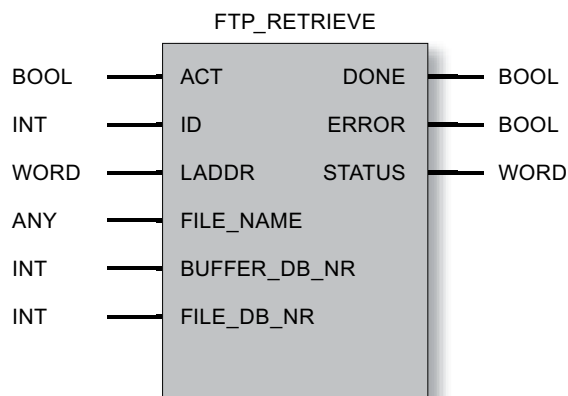 FTP_RETRIEVE
BOOL ACT DONE BOOL
INT ID ERROR BOOL
WORD LADDR STATUS WORD
ANY FILE_NAME
INT BUFFER_DB_NR
INT FILE_DB_NR